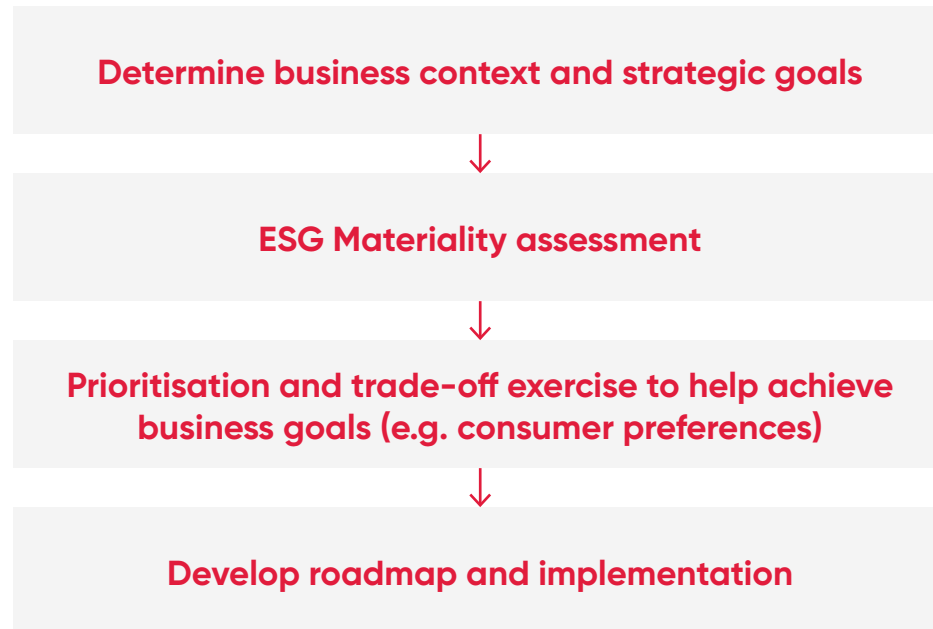 Determine business context and strategic goals
ESG Materiality assessment
Prioritisation and trade-off exercise to help achieve
business goals (e.g. consumer preferences)
Develop roadmap and implementation